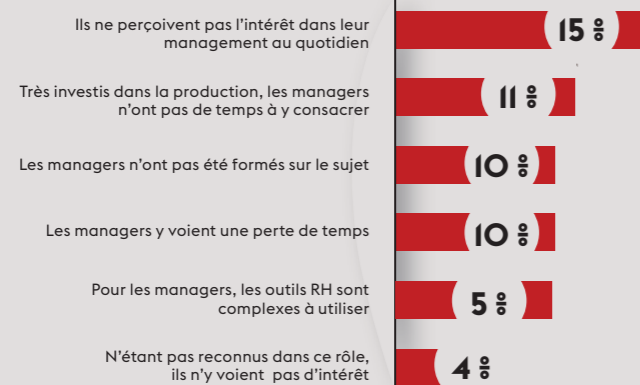 Ils ne perçoivent pas l'intérêt dans leur
management au quotidien
15 %
Très investis dans la production, les managers
n'ont pas de temps à y consacrer
11 %
Les managers n'ont pas été formés sur le sujet
10 %
Les managers y voient une perte de temps
10 %
Pour les managers, les outils RH sont
complexes à utiliser
5 %
N'étant pas reconnus dans ce rôle,
ils n'y voient pas d'intérêt
4 %